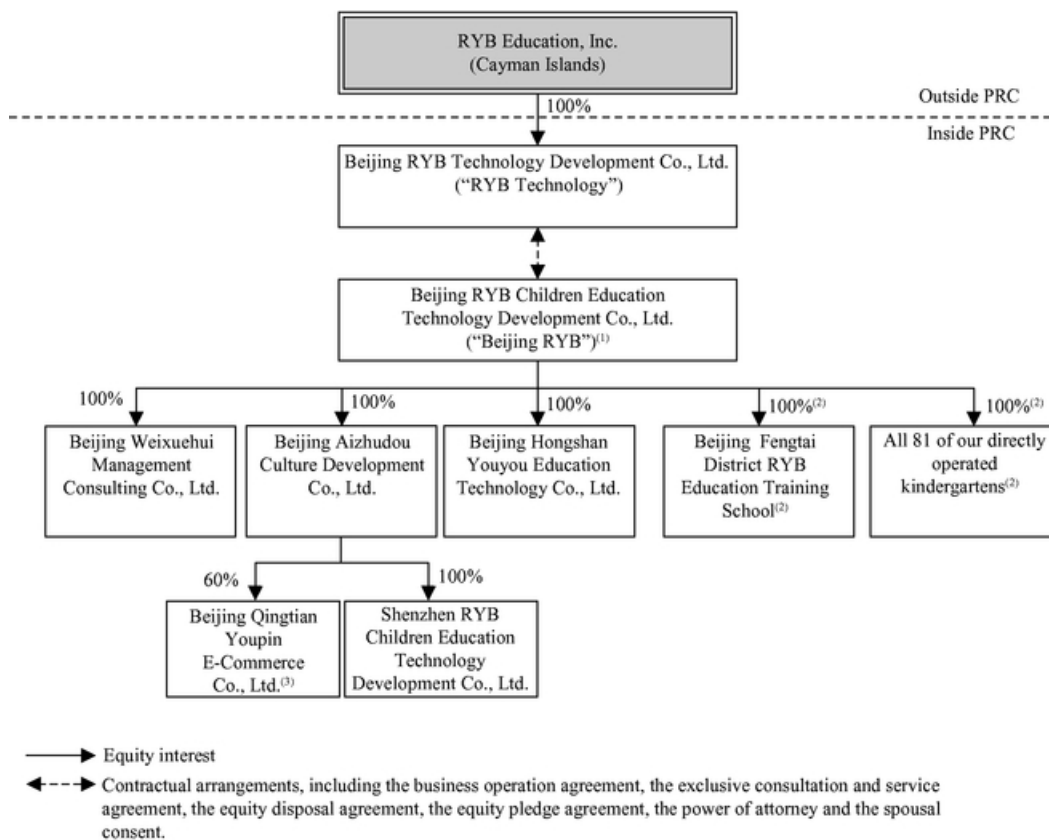 RYB Education, Inc.
(Cayman Islands)
100%
Outside PRC
Inside PRC
Beijing RYB Technology Development Co., Ltd.
(“RYB Technology”)
Beijing RYB Children Education
Technology Development Co., Ltd.
(“Beijing RYB”)(1)
100%
100%
100%
100%(2)
100%(2)
Beijing Weixuehui
Management
Consulting Co., Ltd.
Beijing Aizhudou
Culture Development
Co., Ltd.
Beijing Hongshan
Youyou Education
Technology Co., Ltd.
Beijing Fengtai
District RYB
Education Training
School(2)
All 81 of our directly
operated
kindergartens(2)
60%
100%
Beijing Qingtian
Youpin
E-Commerce
Co., Ltd.(3)
Shenzhen RYB
Children Education
Technology
Development Co., Ltd.
Equity interest
Contractual arrangements, including the business operation agreement, the exclusive consultation and service
agreement, the equity disposal agreement, the equity pledge agreement, the power of attorney and the spousal
consent.